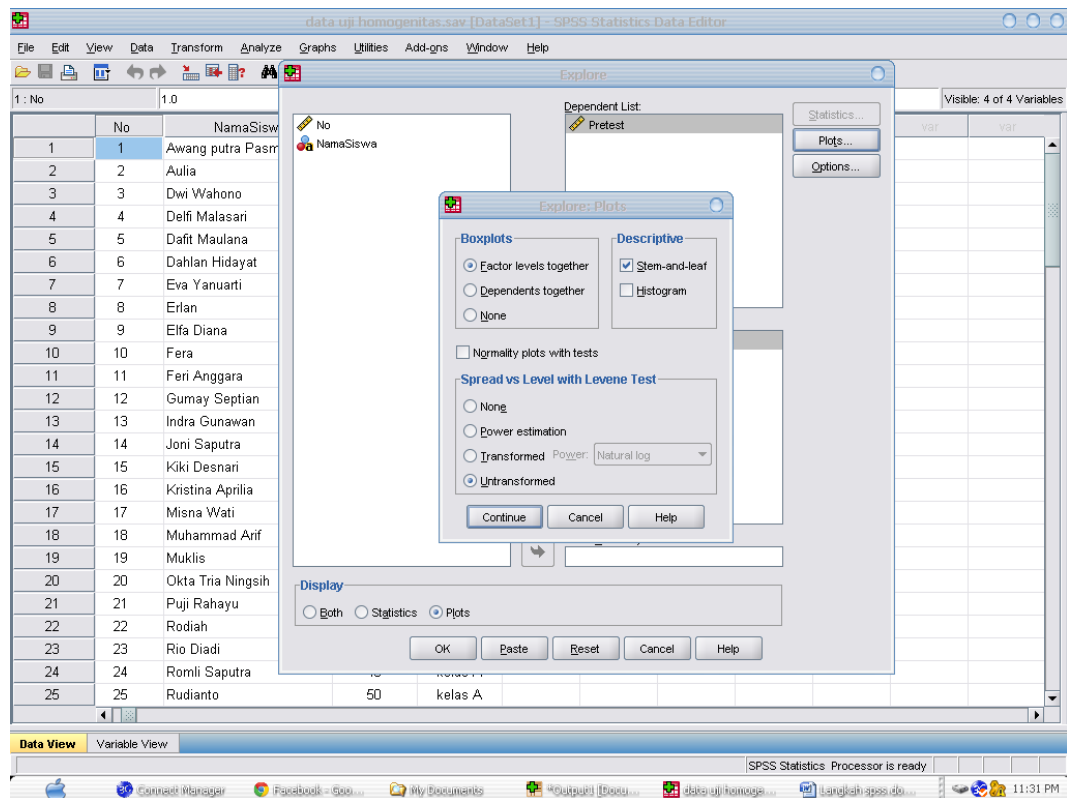 data uji homogenitas.sav [DataSet1] - SPSS Statistics Data Editor
File Edit View Data Transform Analyze Graphs Utilities Add-ons Window Help
1 : No 1.0 Visible: 4 of 4 Variables
Explore
No
NamaSiswa
Dependent List:
Pretest
Statistics...
Plots...
Options...
Explore: Plots
Boxplots
Factor levels together
Dependents together
None
Descriptive
Stem-and-leaf
Histogram
Normality plots with tests
Spread vs Level with Levene Test
None
Power estimation
Transformed Power: Natural log
Untransformed
Continue Cancel Help
Display
Both Statistics Plots
OK Paste Reset Cancel Help
No NamaSisw var var
1 1 Awang putra Pasm
2 2 Aulia
3 3 Dwi Wahono
4 4 Delfi Malasari
5 5 Dafit Maulana
6 6 Dahlan Hidayat
7 7 Eva Yanuarti
8 8 Erlan
9 9 Elfa Diana
10 10 Fera
11 11 Feri Anggara
12 12 Gumay Septian
13 13 Indra Gunawan
14 14 Joni Saputra
15 15 Kiki Desnari
16 16 Kristina Aprilia
17 17 Misna Wati
18 18 Muhammad Arif
19 19 Muklis
20 20 Okta Tria Ningsih
21 21 Puji Rahayu
22 22 Rodiah
23 23 Rio Diadi
24 24 Romli Saputra
25 25 Rudianto 50 kelas A
Data View Variable View
SPSS Statistics Processor is ready
Connect Manager Facebook - Goo... My Documents *Output1 [Docu... data uji homoge... Langkah spss.do... 11:31 PM